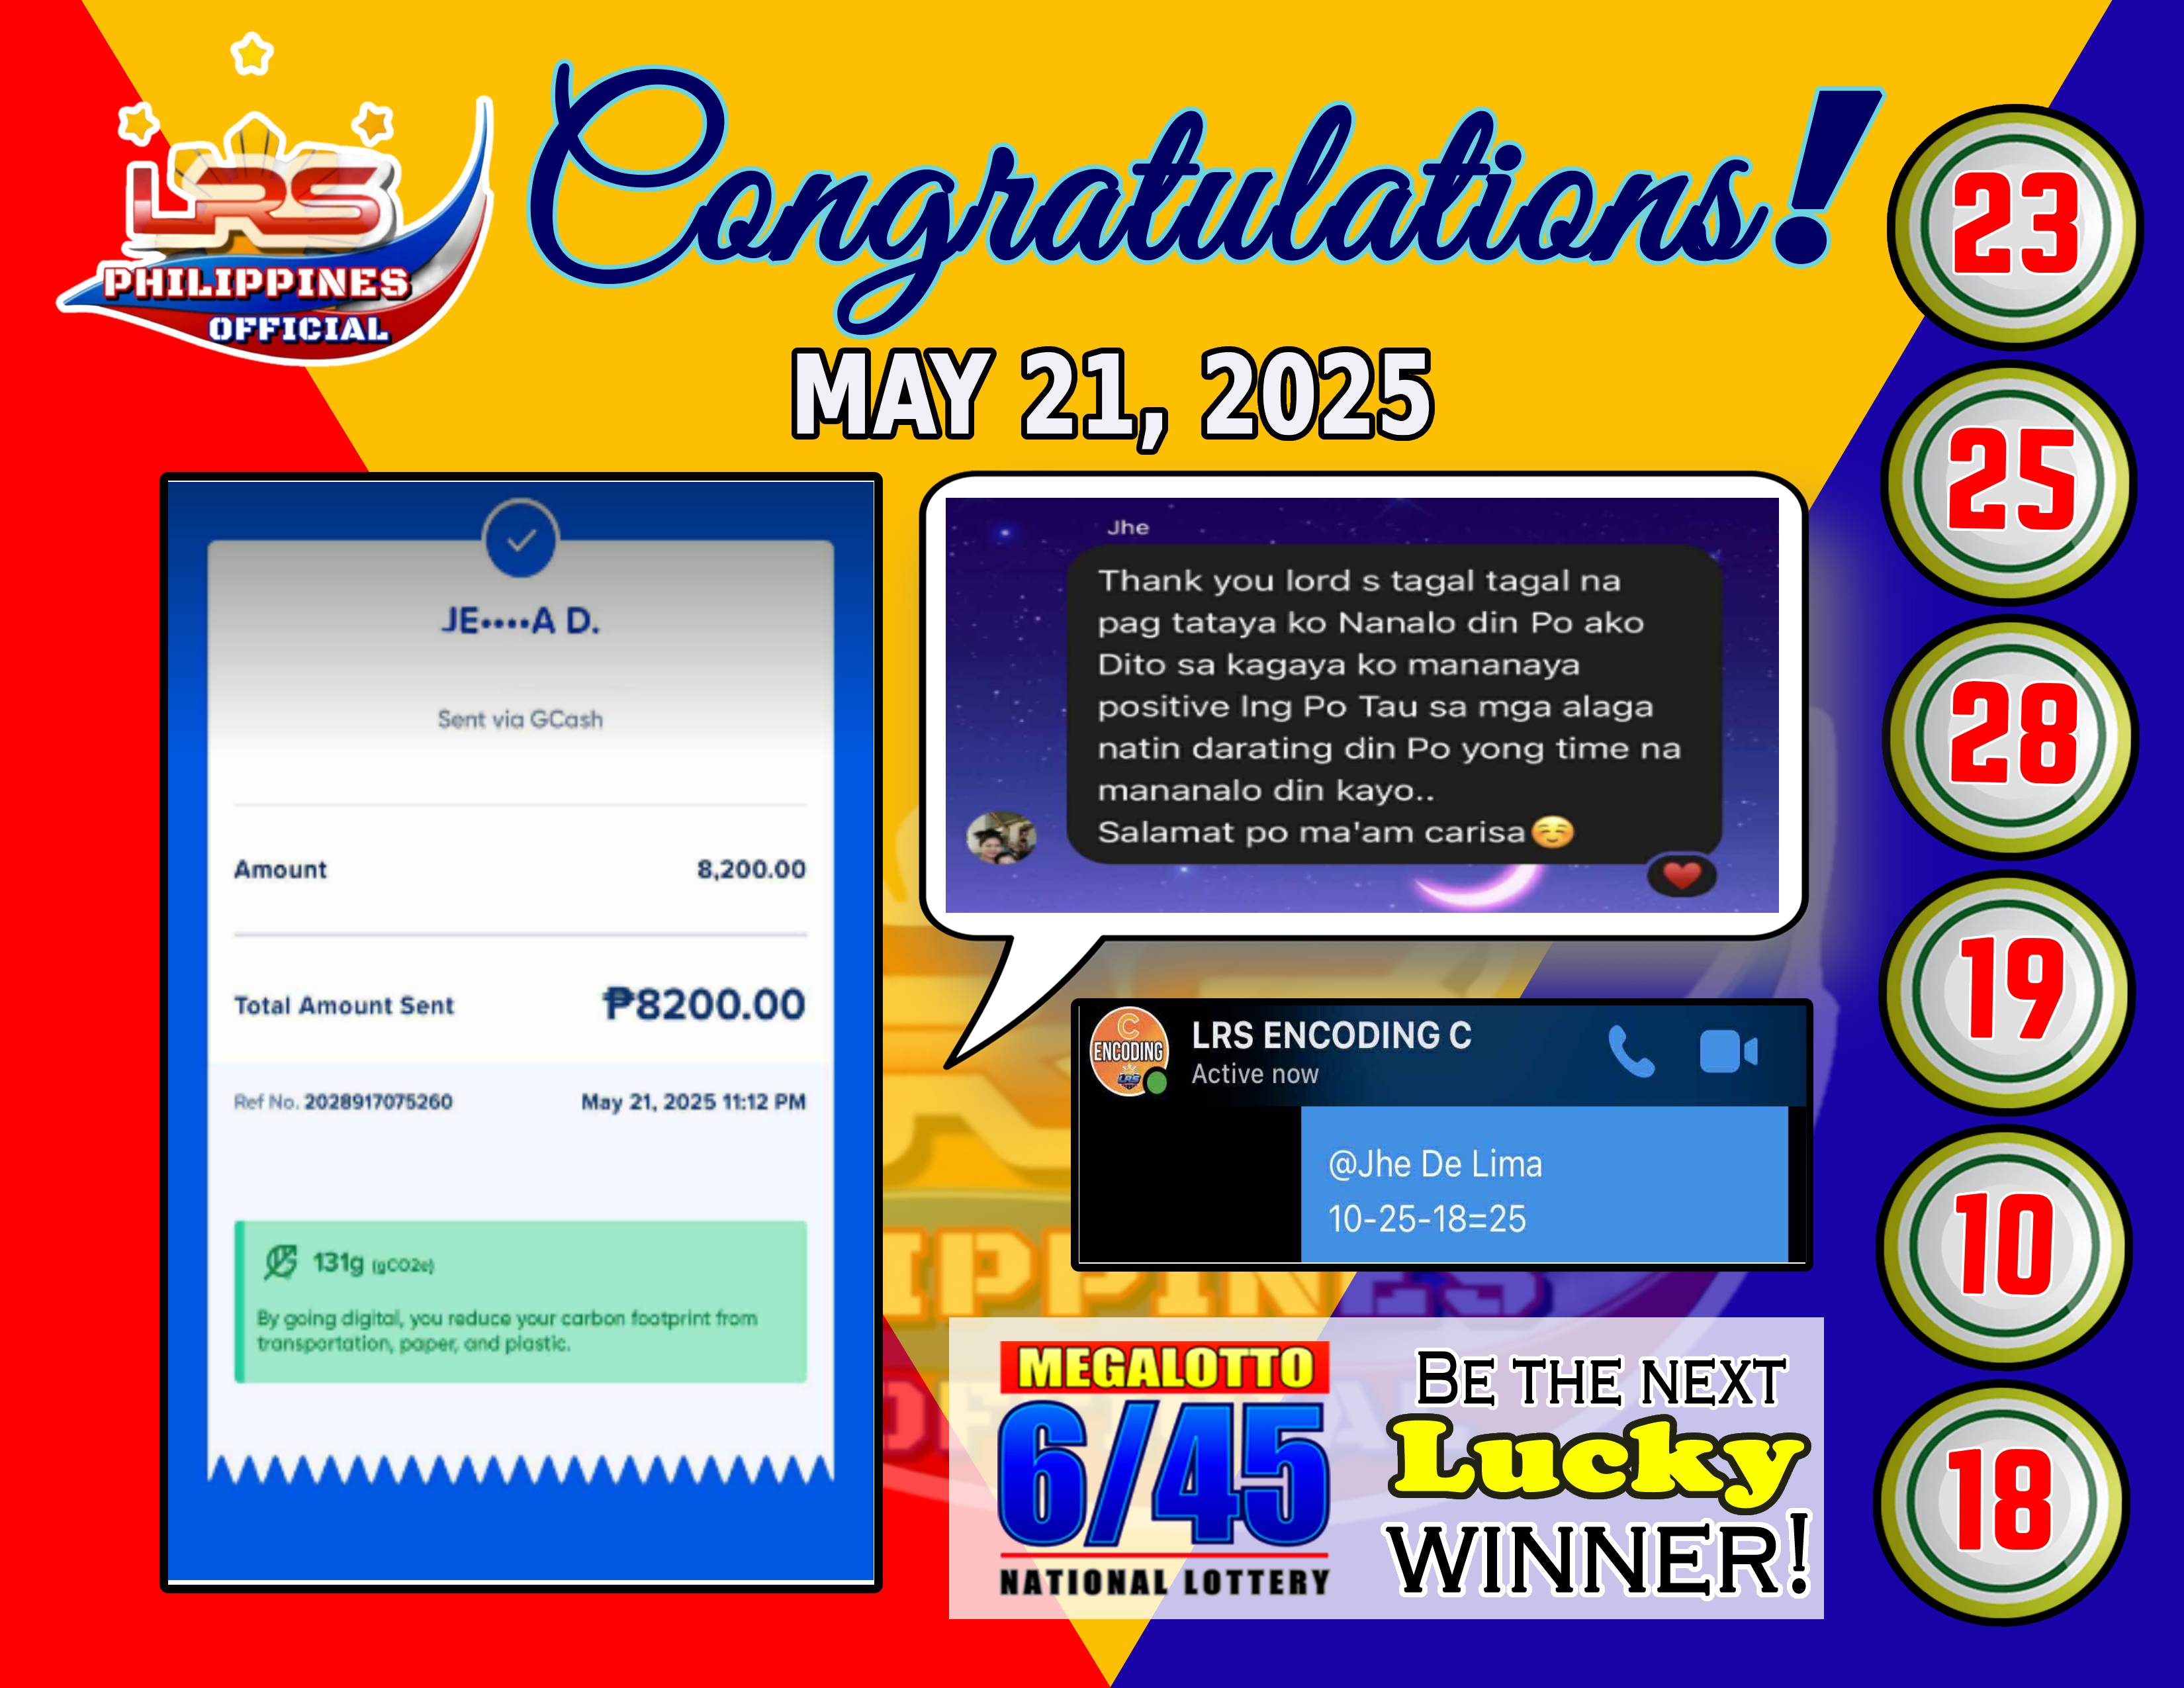 LRS
PHILIPPINES
OFFICIAL
Congratulations!
MAY 21, 2025
JE••••A D.
Sent via GCash
Amount 8,200.00
Total Amount Sent ₱8200.00
Ref No. 2028917075260 May 21, 2025 11:12 PM
131g (gCO2e)
By going digital, you reduce your carbon footprint from
transportation, paper, and plastic.
Jhe
Thank you lord s tagal tagal na
pag tataya ko Nanalo din Po ako
Dito sa kagaya ko mananaya
positive lng Po Tau sa mga alaga
natin darating din Po yong time na
mananalo din kayo..
Salamat po ma'am carisa☺️
❤️
C
ENCODING
LRS
LRS ENCODING C
Active now
@Jhe De Lima
10-25-18=25
MEGALOTTO
6/45
NATIONAL LOTTERY
BE THE NEXT
Lucky
WINNER!
23
25
28
19
10
18